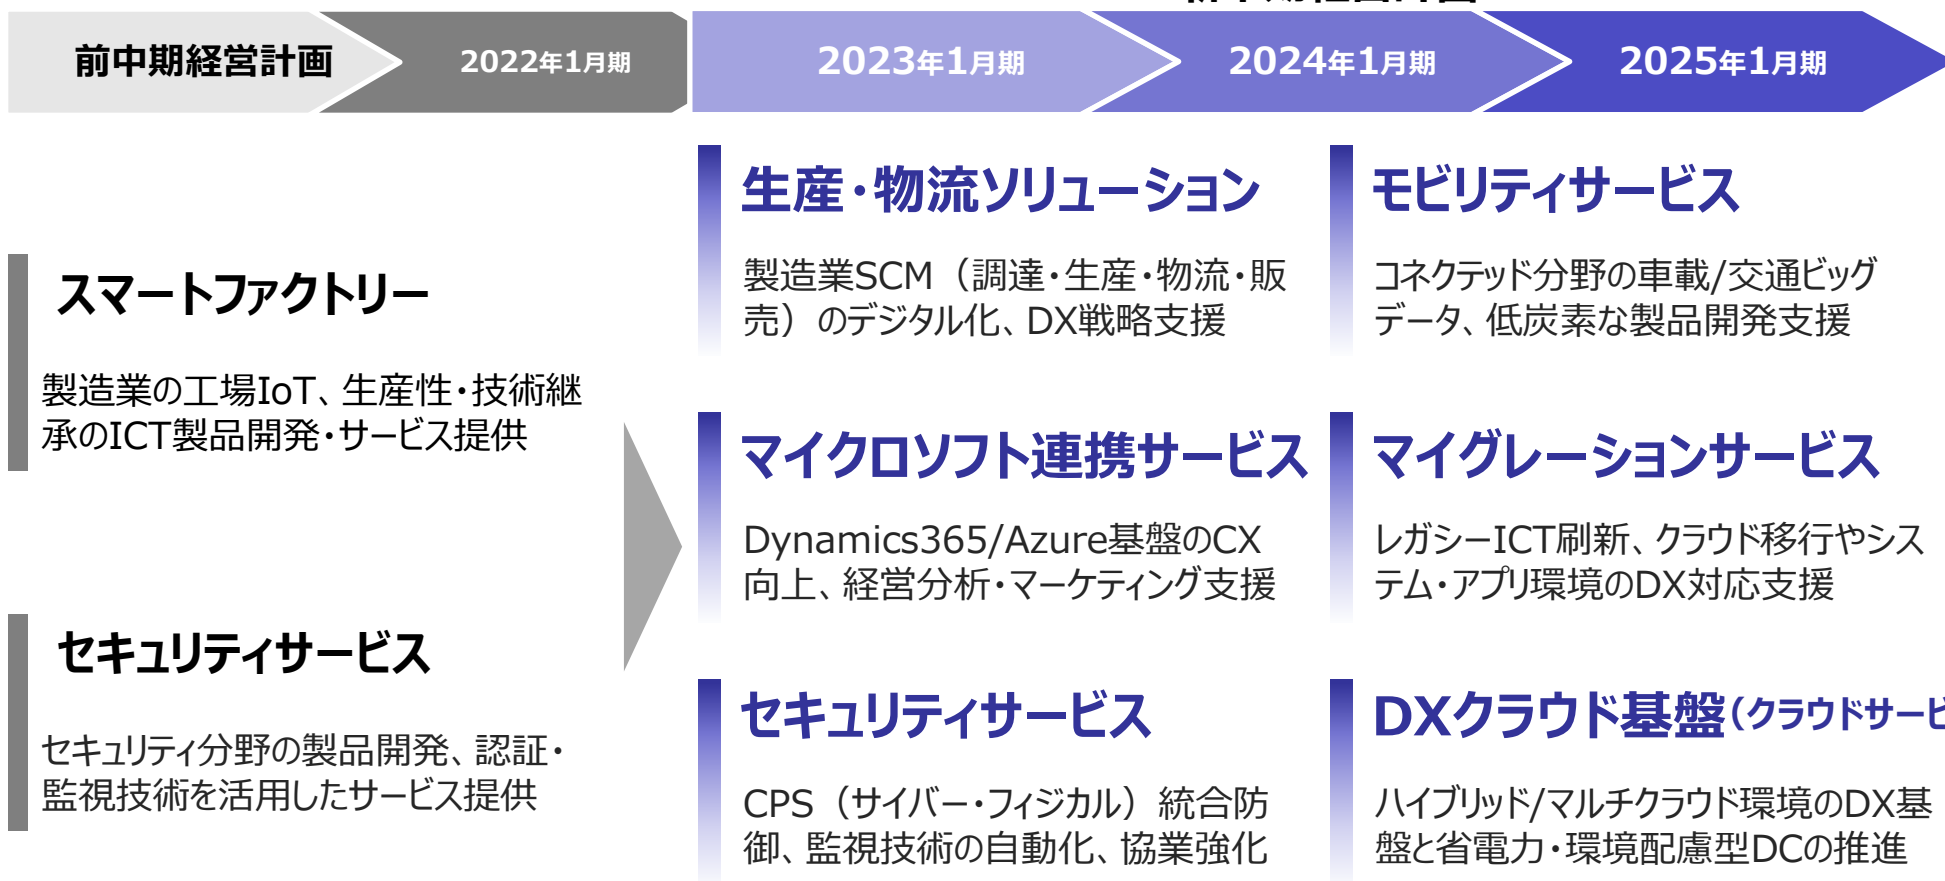 前中期経営計画
2022年1月期
2023年1月期
2024年1月期
2025年1月期
スマートファクトリー
製造業の工場IoT、生産性・技術継
承のICT製品開発・サービス提供
セキュリティサービス
セキュリティ分野の製品開発、認証・
監視技術を活用したサービス提供
生産・物流ソリューション
製造業SCM（調達・生産・物流・販
売）のデジタル化、DX戦略支援
マイクロソフト連携サービス
Dynamics365/Azure基盤のCX
向上、経営分析・マーケティング支援
セキュリティサービス
CPS（サイバー・フィジカル）統合防
御、監視技術の自動化、協業強化
モビリティサービス
コネクテッド分野の車載/交通ビッグ
データ、低炭素な製品開発支援
マイグレーションサービス
レガシーICT刷新、クラウド移行やシス
テム・アプリ環境のDX対応支援
DXクラウド基盤（クラウドサービ
ハイブリッド/マルチクラウド環境のDX基
盤と省電力・環境配慮型DCの推進